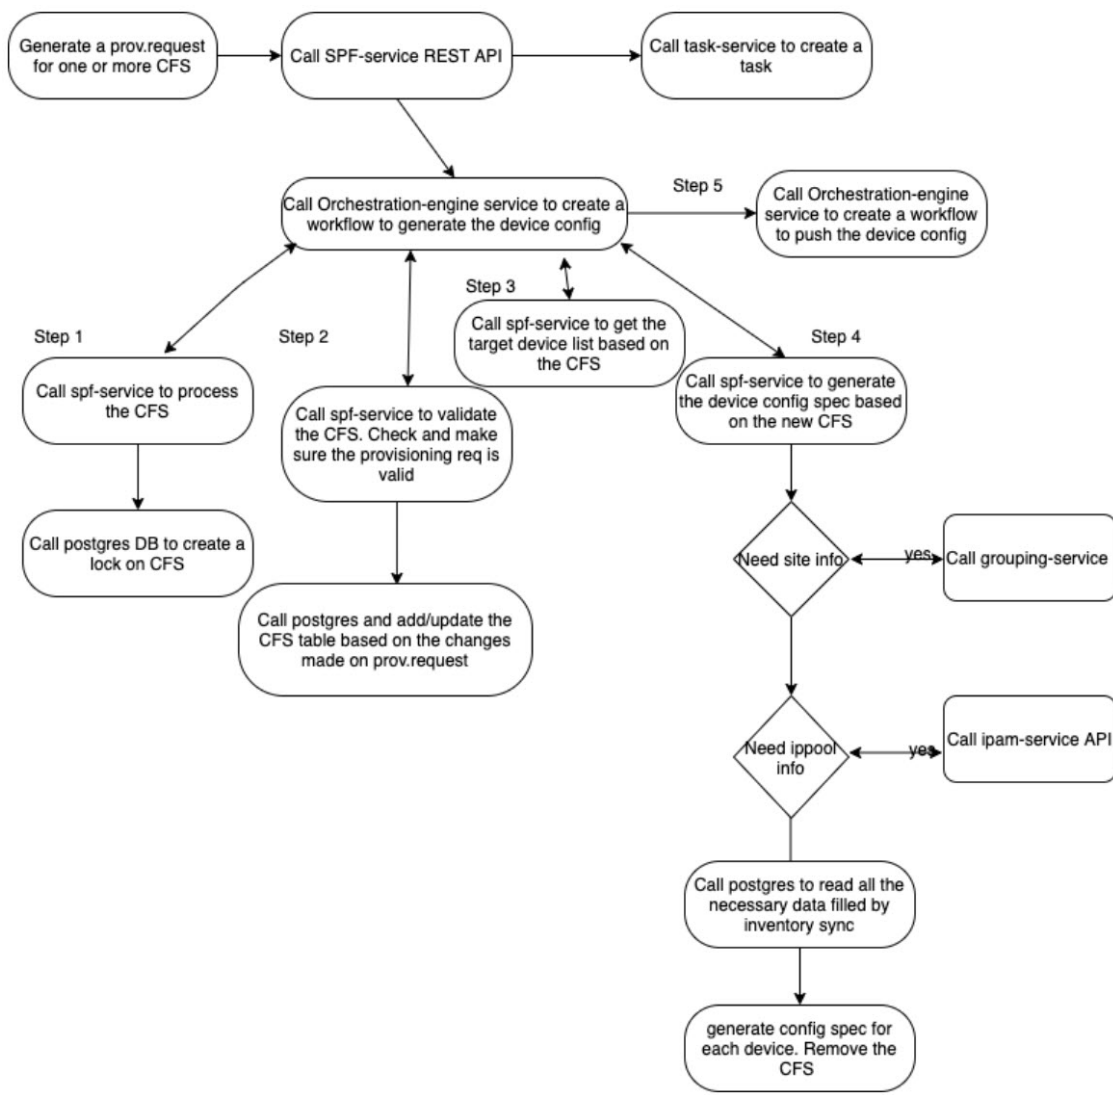 Generate a prov.request
for one or more CFS
Call SPF-service REST API
Call task-service to create a
task
Call Orchestration-engine service to create a
workflow to generate the device config
Step 5
Call Orchestration-engine
service to create a workflow
to push the device config
Step 1
Call spf-service to process
the CFS
Call postgres DB to create a
lock on CFS
Step 2
Call spf-service to validate
the CFS. Check and make
sure the provisioning req is
valid
Call postgres and add/update the
CFS table based on the changes
made on prov.request
Step 3
Call spf-service to get the
target device list based on
the CFS
Step 4
Call spf-service to generate
the device config spec based
on the new CFS
Need site info
yes
Call grouping-service
Need ippool
info
yes
Call ipam-service API
Call postgres to read all the
necessary data filled by
inventory sync
generate config spec for
each device. Remove the
CFS